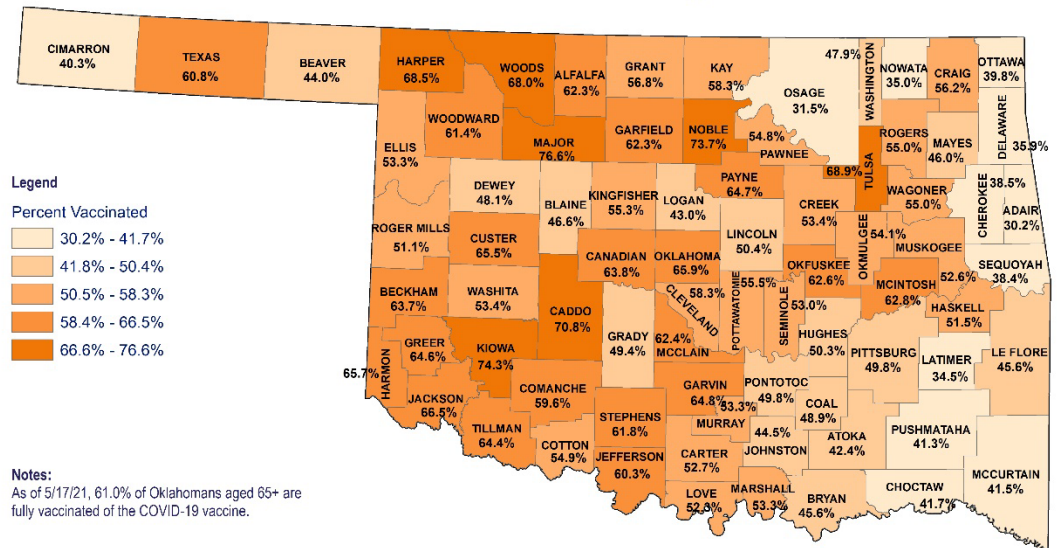 CIMARRON
40.3%
TEXAS
60.8%
BEAVER
44.0%
HARPER
68.5%
WOODS
68.0%
ALFALFA
62.3%
GRANT
56.8%
KAY
58.3%
OSAGE
31.5%
47.9%
WASHINGTON
NOWATA
35.0%
CRAIG
56.2%
OTTAWA
39.8%
DELAWARE
35.9%
WOODWARD
61.4%
MAJOR
76.6%
GARFIELD
62.3%
NOBLE
73.7%
54.8%
PAWNEE
ROGERS
55.0%
MAYES
46.0%
ELLIS
53.3%
PAYNE
64.7%
68.9%
TULSA
WAGONER
55.0%
CHEROKEE
38.5%
ADAIR
30.2%
DEWEY
48.1%
BLAINE
46.6%
KINGFISHER
55.3%
LOGAN
43.0%
CREEK
53.4%
LINCOLN
50.4%
OKMULGEE
54.1%
MUSKOGEE
52.6%
SEQUOYAH
38.4%
ROGER MILLS
51.1%
CUSTER
65.5%
CANADIAN
63.8%
OKLAHOMA
65.9%
OKFUSKEE
62.6%
MCINTOSH
62.8%
HASKELL
51.5%
BECKHAM
63.7%
WASHITA
53.4%
CADDO
70.8%
GRADY
49.4%
58.3%
CLEVELAND
55.5%
POTTAWATOMIE
SEMINOLE
53.0%
HUGHES
50.3%
PITTSBURG
49.8%
LATIMER
34.5%
LE FLORE
45.6%
62.4%
MCCLAIN
GREER
64.6%
KIOWA
74.3%
65.7%
HARMON
JACKSON
66.5%
COMANCHE
59.6%
GARVIN
64.8%
PONTOTOC
49.8%
COAL
48.9%
TILLMAN
64.4%
STEPHENS
61.8%
53.3%
MURRAY
44.5%
JOHNSTON
ATOKA
42.4%
PUSHMATAHA
41.3%
MCCURTAIN
41.5%
COTTON
54.9%
JEFFERSON
60.3%
CARTER
52.7%
LOVE
52.3%
MARSHALL
53.3%
BRYAN
45.6%
CHOCTAW
41.7%
Legend
Percent Vaccinated
30.2% - 41.7%
41.8% - 50.4%
50.5% - 58.3%
58.4% - 66.5%
66.6% - 76.6%
Notes:
As of 5/17/21, 61.0% of Oklahomans aged 65+ are
fully vaccinated of the COVID-19 vaccine.